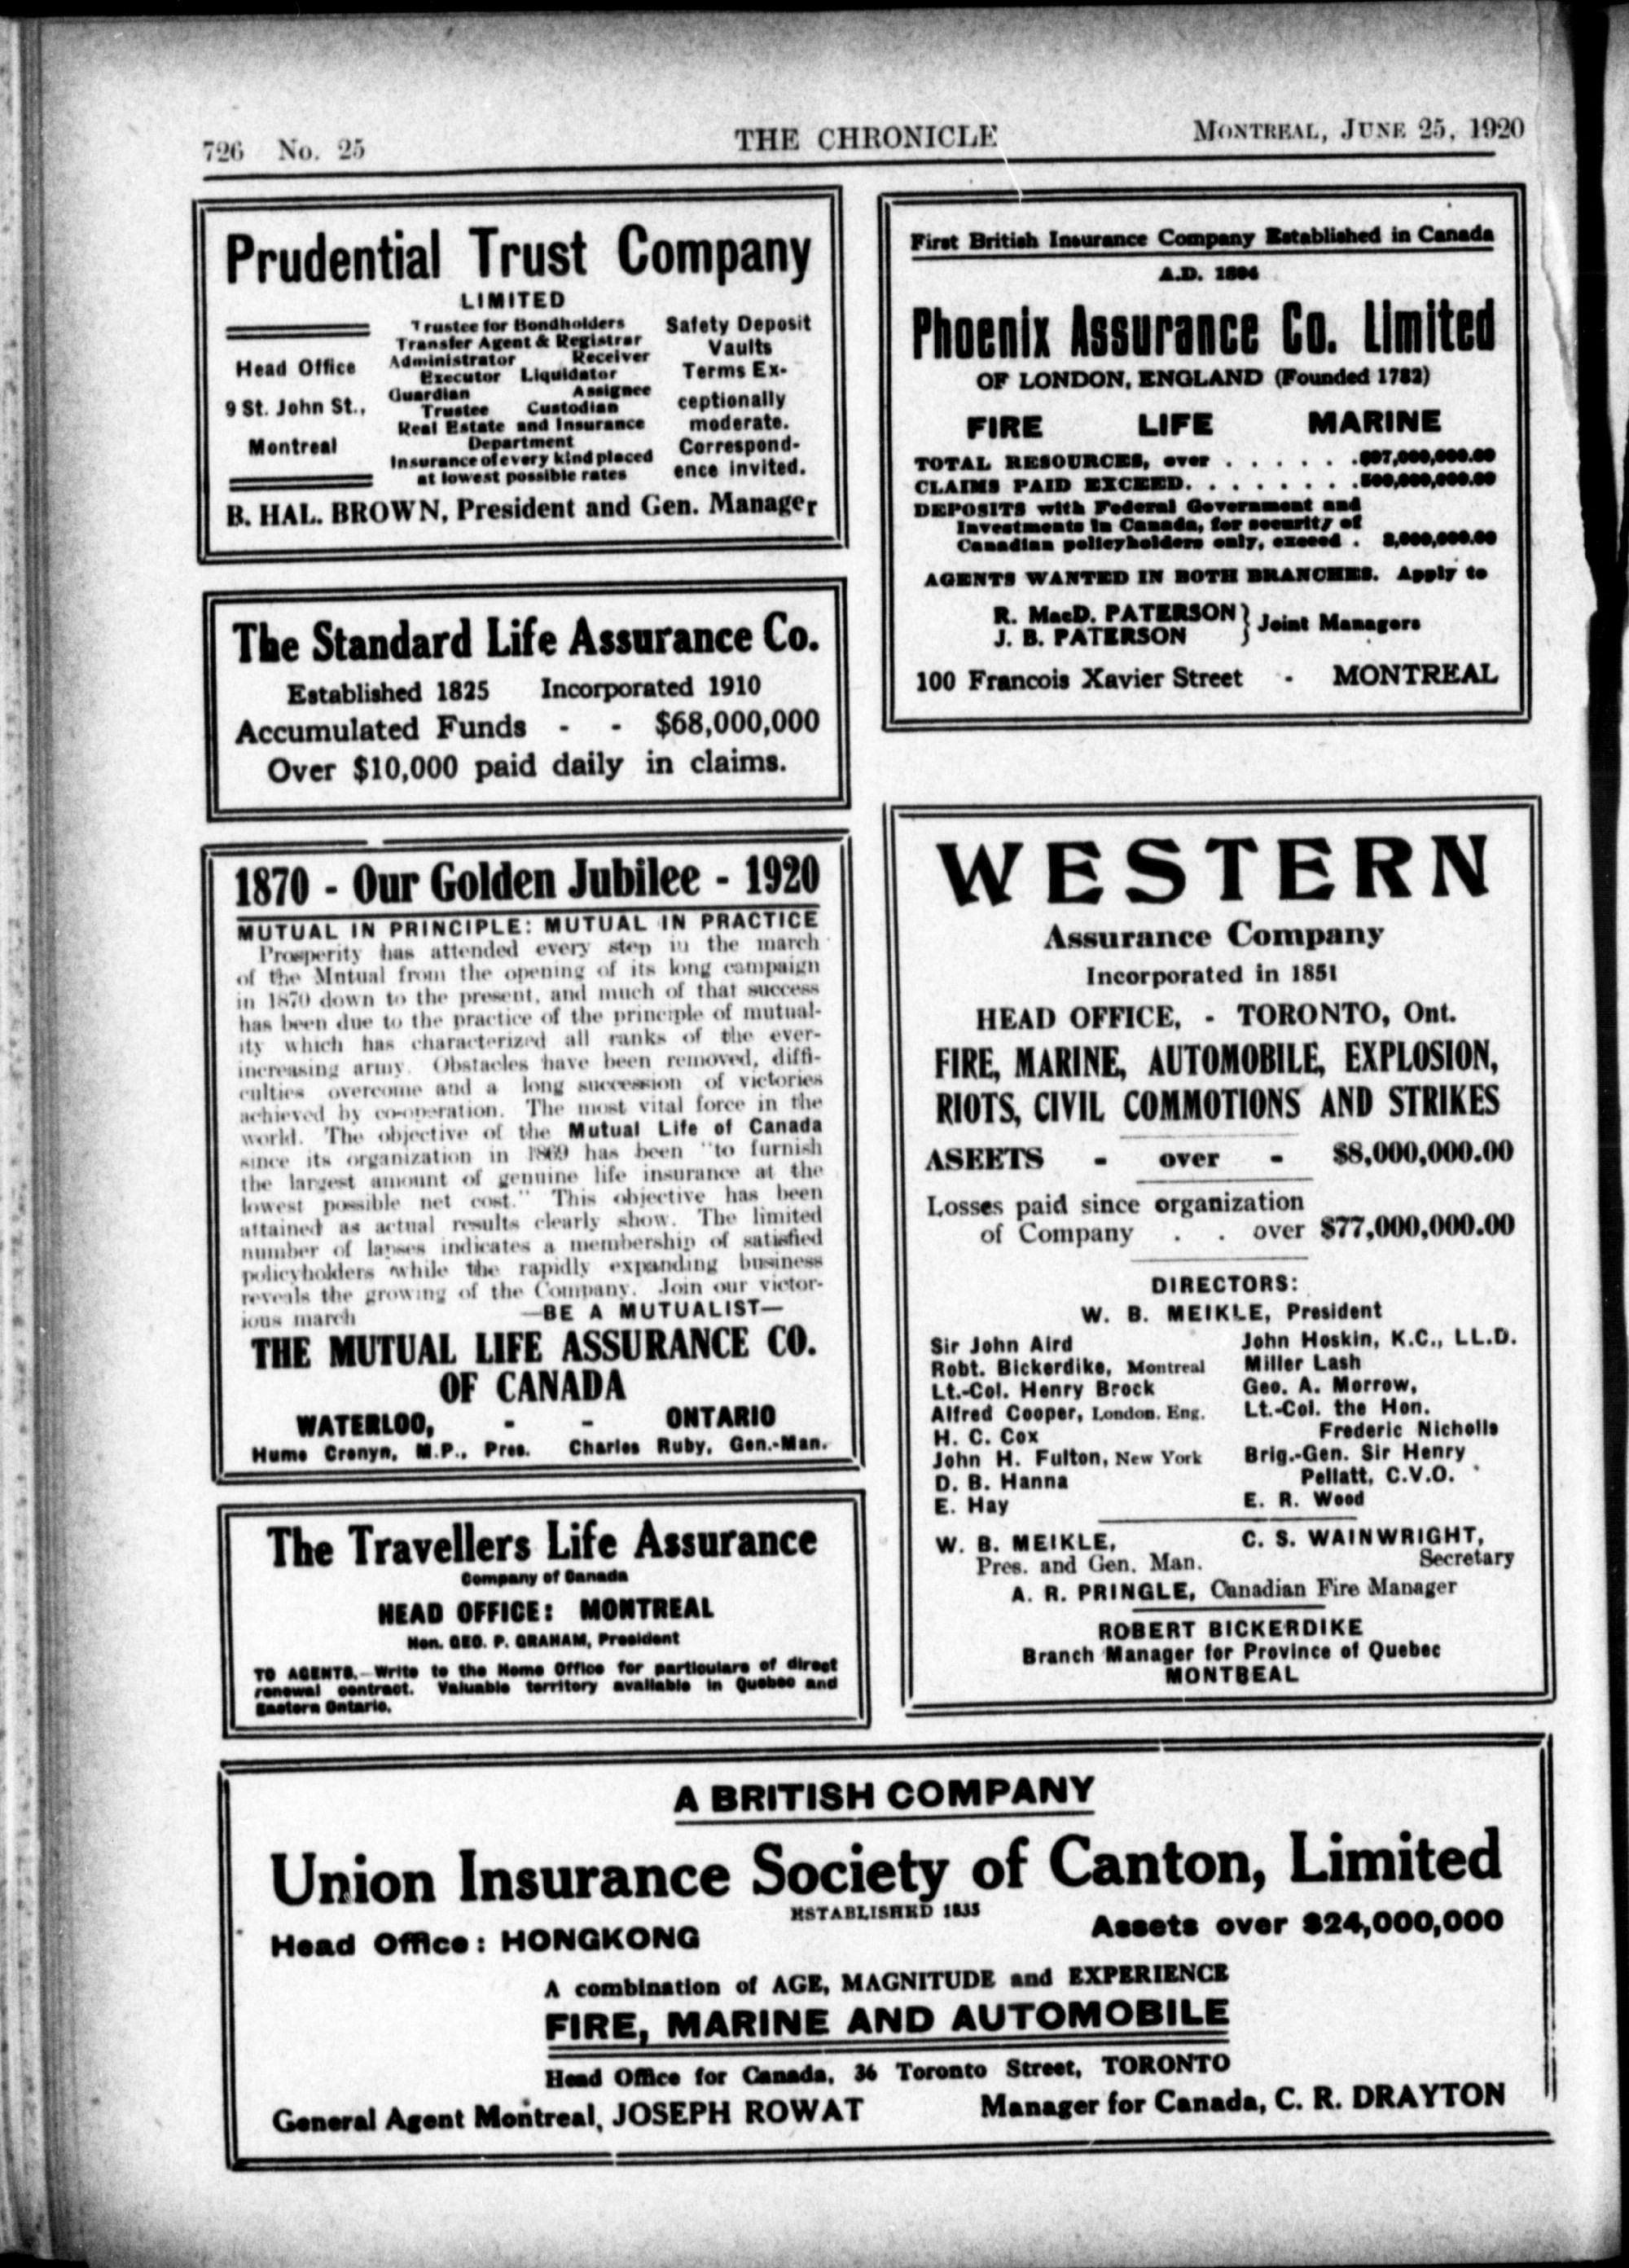 726 No. 25
THE CHRONICLE
MONTREAL, JUNE 25, 1920
Prudential Trust Company
LIMITED
Head Office
9 St. John St.,
Montreal
Trustee for Bondholders
Transfer Agent & Registrar
Administrator Receiver
Executor Liquidator
Guardian Assignee
Trustee Custodian
Real Estate and Insurance
Department
Insurance of every kind placed
at lowest possible rates
Safety Deposit
Vaults
Terms Ex-
ceptionally
moderate.
Correspond-
ence invited.
B. HAL. BROWN, President and Gen. Manager
The Standard Life Assurance Co.
Established 1825 Incorporated 1910
Accumulated Funds - - $68,000,000
Over $10,000 paid daily in claims.
1870 - Our Golden Jubilee - 1920
MUTUAL IN PRINCIPLE: MUTUAL IN PRACTICE
Prosperity has attended every step in the march
of the Mutual from the opening of its long campaign
in 1870 down to the present, and much of that success
has been due to the practice of the principle of mutual-
ity which has characterized all ranks of the ever-
increasing army. Obstacles have been removed, diffi-
culties overcome and a long succession of victories
achieved by co-operation. The most vital force in the
world. The objective of the Mutual Life of Canada
since its organization in 1869 has been "to furnish
the largest amount of genuine life insurance at the
lowest possible net cost." This objective has been
attained as actual results clearly show. The limited
number of lapses indicates a membership of satisfied
policyholders while the rapidly expanding business
reveals the growing of the Company. Join our victor-
ious march —BE A MUTUALIST—
THE MUTUAL LIFE ASSURANCE CO.
OF CANADA
WATERLOO, - - ONTARIO
Hume Cronyn, M.P., Pres. Charles Ruby, Gen.-Man.
The Travellers Life Assurance
Company of Canada
HEAD OFFICE: MONTREAL
Hon. GEO. P. GRAHAM, President
TO AGENTS.—Write to the Home Office for particulars of direct
renewal contract. Valuable territory available in Quebec and
Eastern Ontario.
First British Insurance Company Established in Canada
A.D. 1804
Phoenix Assurance Co. Limited
OF LONDON, ENGLAND (Founded 1782)
FIRE LIFE MARINE
TOTAL RESOURCES, over . . . . . .
CLAIMS PAID EXCEED. . . . . . . . .
DEPOSITS with Federal Government and
Investments in Canada, for security of
Canadian policyholders only, exceed .
AGENTS WANTED IN BOTH BRANCHES. Apply to
R. MacD. PATERSON } Joint Managers
J. B. PATERSON
100 Francois Xavier Street - MONTREAL
WESTERN
Assurance Company
Incorporated in 1851
HEAD OFFICE, - TORONTO, Ont.
FIRE, MARINE, AUTOMOBILE, EXPLOSION,
RIOTS, CIVIL COMMOTIONS AND STRIKES
ASEETS - over - $8,000,000.00
Losses paid since organization
of Company . . over $77,000,000.00
DIRECTORS:
W. B. MEIKLE, President
Sir John Aird
Robt. Bickerdike, Montreal
Lt.-Col. Henry Brock
Alfred Cooper, London, Eng.
H. C. Cox
John H. Fulton, New York
D. B. Hanna
E. Hay
John Hoskin, K.C., LL.D.
Miller Lash
Geo. A. Morrow,
Lt.-Col. the Hon.
Frederic Nicholls
Brig.-Gen. Sir Henry
Pellatt, C.V.O.
E. R. Wood
W. B. MEIKLE,
Pres. and Gen. Man.
C. S. WAINWRIGHT,
Secretary
A. R. PRINGLE, Canadian Fire Manager
ROBERT BICKERDIKE
Branch Manager for Province of Quebec
MONTBEAL
A BRITISH COMPANY
Union Insurance Society of Canton, Limited
ESTABLISHED 1835
Head Office: HONGKONG
Assets over $24,000,000
A combination of AGE, MAGNITUDE and EXPERIENCE
FIRE, MARINE AND AUTOMOBILE
Head Office for Canada, 36 Toronto Street, TORONTO
General Agent Montreal, JOSEPH ROWAT
Manager for Canada, C. R. DRAYTON